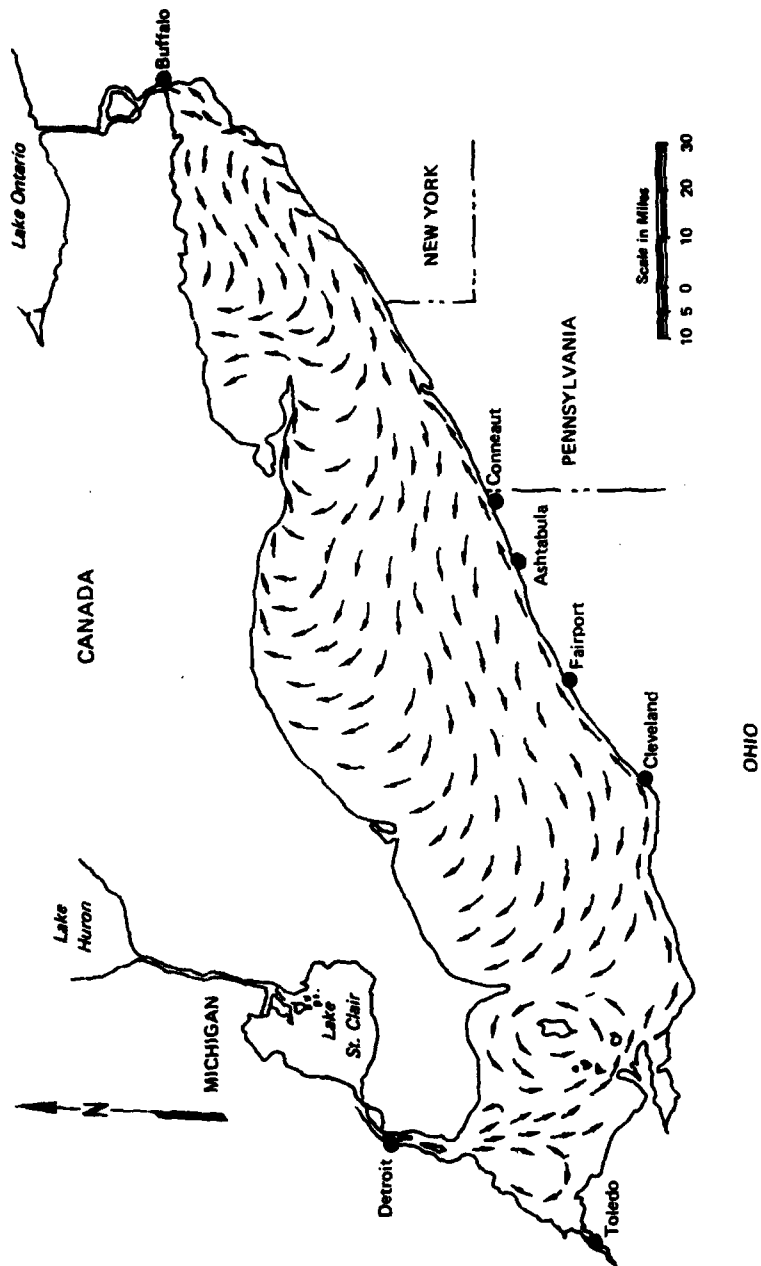 Lake Ontario
Buffalo
CANADA
NEW YORK
Lake
Huron
MICHIGAN
Lake
St. Clair
N
Detroit
Toledo
Conneaut
PENNSYLVANIA
Ashtabula
Fairport
Cleveland
OHIO
Scale in Miles
10 5 0 10 20 30